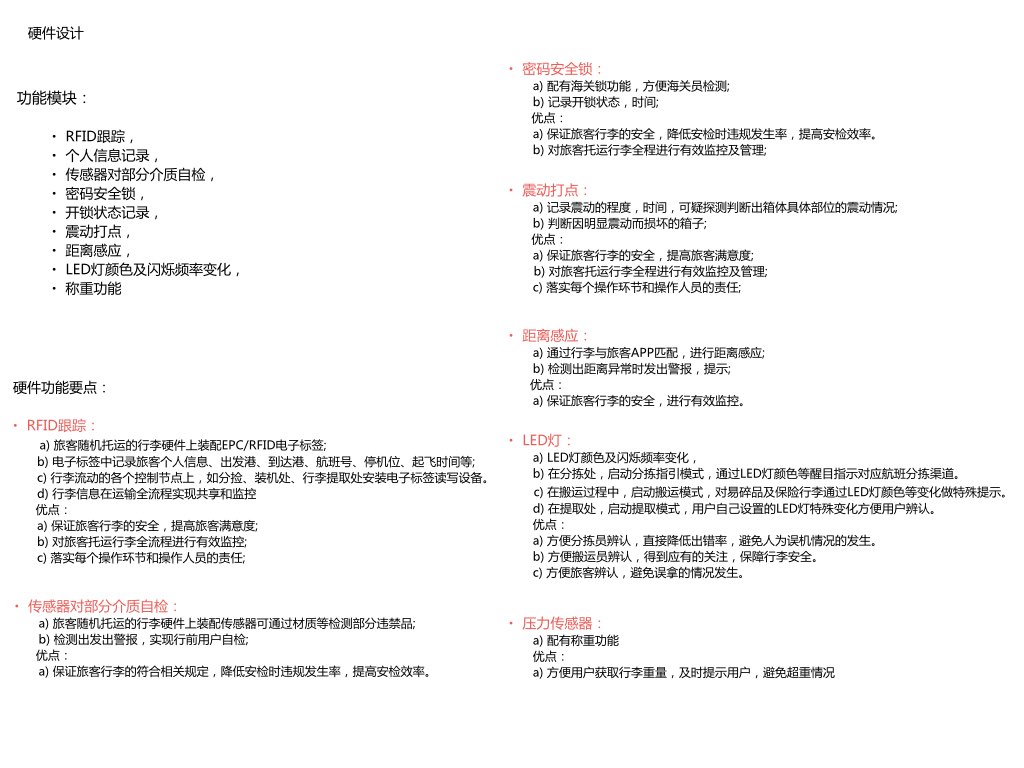 硬件设计
功能模块：
• RFID跟踪，
• 个人信息记录，
• 传感器对部分介质自检，
• 密码安全锁，
• 开锁状态记录，
• 震动打点，
• 距离感应，
• LED灯颜色及闪烁频率变化，
• 称重功能
硬件功能要点：
• RFID跟踪：
a) 旅客随机托运的行李硬件上装配EPC/RFID电子标签;
b) 电子标签中记录旅客个人信息、出发港、到达港、航班号、停机位、起飞时间等;
c) 行李流动的各个控制节点上，如分捡、装机处、行李提取处安装电子标签读写设备。
d) 行李信息在运输全流程实现共享和监控
优点：
a) 保证旅客行李的安全，提高旅客满意度;
b) 对旅客托运行李全流程进行有效监控;
c) 落实每个操作环节和操作人员的责任;
• 传感器对部分介质自检：
a) 旅客随机托运的行李硬件上装配传感器可通过材质等检测部分违禁品;
b) 检测出发出警报，实现行前用户自检;
优点：
a) 保证旅客行李的符合相关规定，降低安检时违规发生率，提高安检效率。
• 密码安全锁：
a) 配有海关锁功能，方便海关员检测;
b) 记录开锁状态，时间;
优点：
a) 保证旅客行李的安全，降低安检时违规发生率，提高安检效率。
b) 对旅客托运行李全程进行有效监控及管理;
• 震动打点：
a) 记录震动的程度，时间，可疑探测判断出箱体具体部位的震动情况;
b) 判断因明显震动而损坏的箱子;
优点：
a) 保证旅客行李的安全，提高旅客满意度;
b) 对旅客托运行李全程进行有效监控及管理;
c) 落实每个操作环节和操作人员的责任;
• 距离感应：
a) 通过行李与旅客APP匹配，进行距离感应;
b) 检测出距离异常时发出警报，提示;
优点：
a) 保证旅客行李的安全，进行有效监控。
• LED灯：
a) LED灯颜色及闪烁频率变化，
b) 在分拣处，启动分拣指引模式，通过LED灯颜色等醒目指示对应航班分拣渠道。
c) 在搬运过程中，启动搬运模式，对易碎品及保险行李通过LED灯颜色等变化做特殊提示。
d) 在提取处，启动提取模式，用户自己设置的LED灯特殊变化方便用户辨认。
优点：
a) 方便分拣员辨认，直接降低出错率，避免人为误机情况的发生。
b) 方便搬运员辨认，得到应有的关注，保障行李安全。
c) 方便旅客辨认，避免误拿的情况发生。
• 压力传感器：
a) 配有称重功能
优点：
a) 方便用户获取行李重量，及时提示用户，避免超重情况